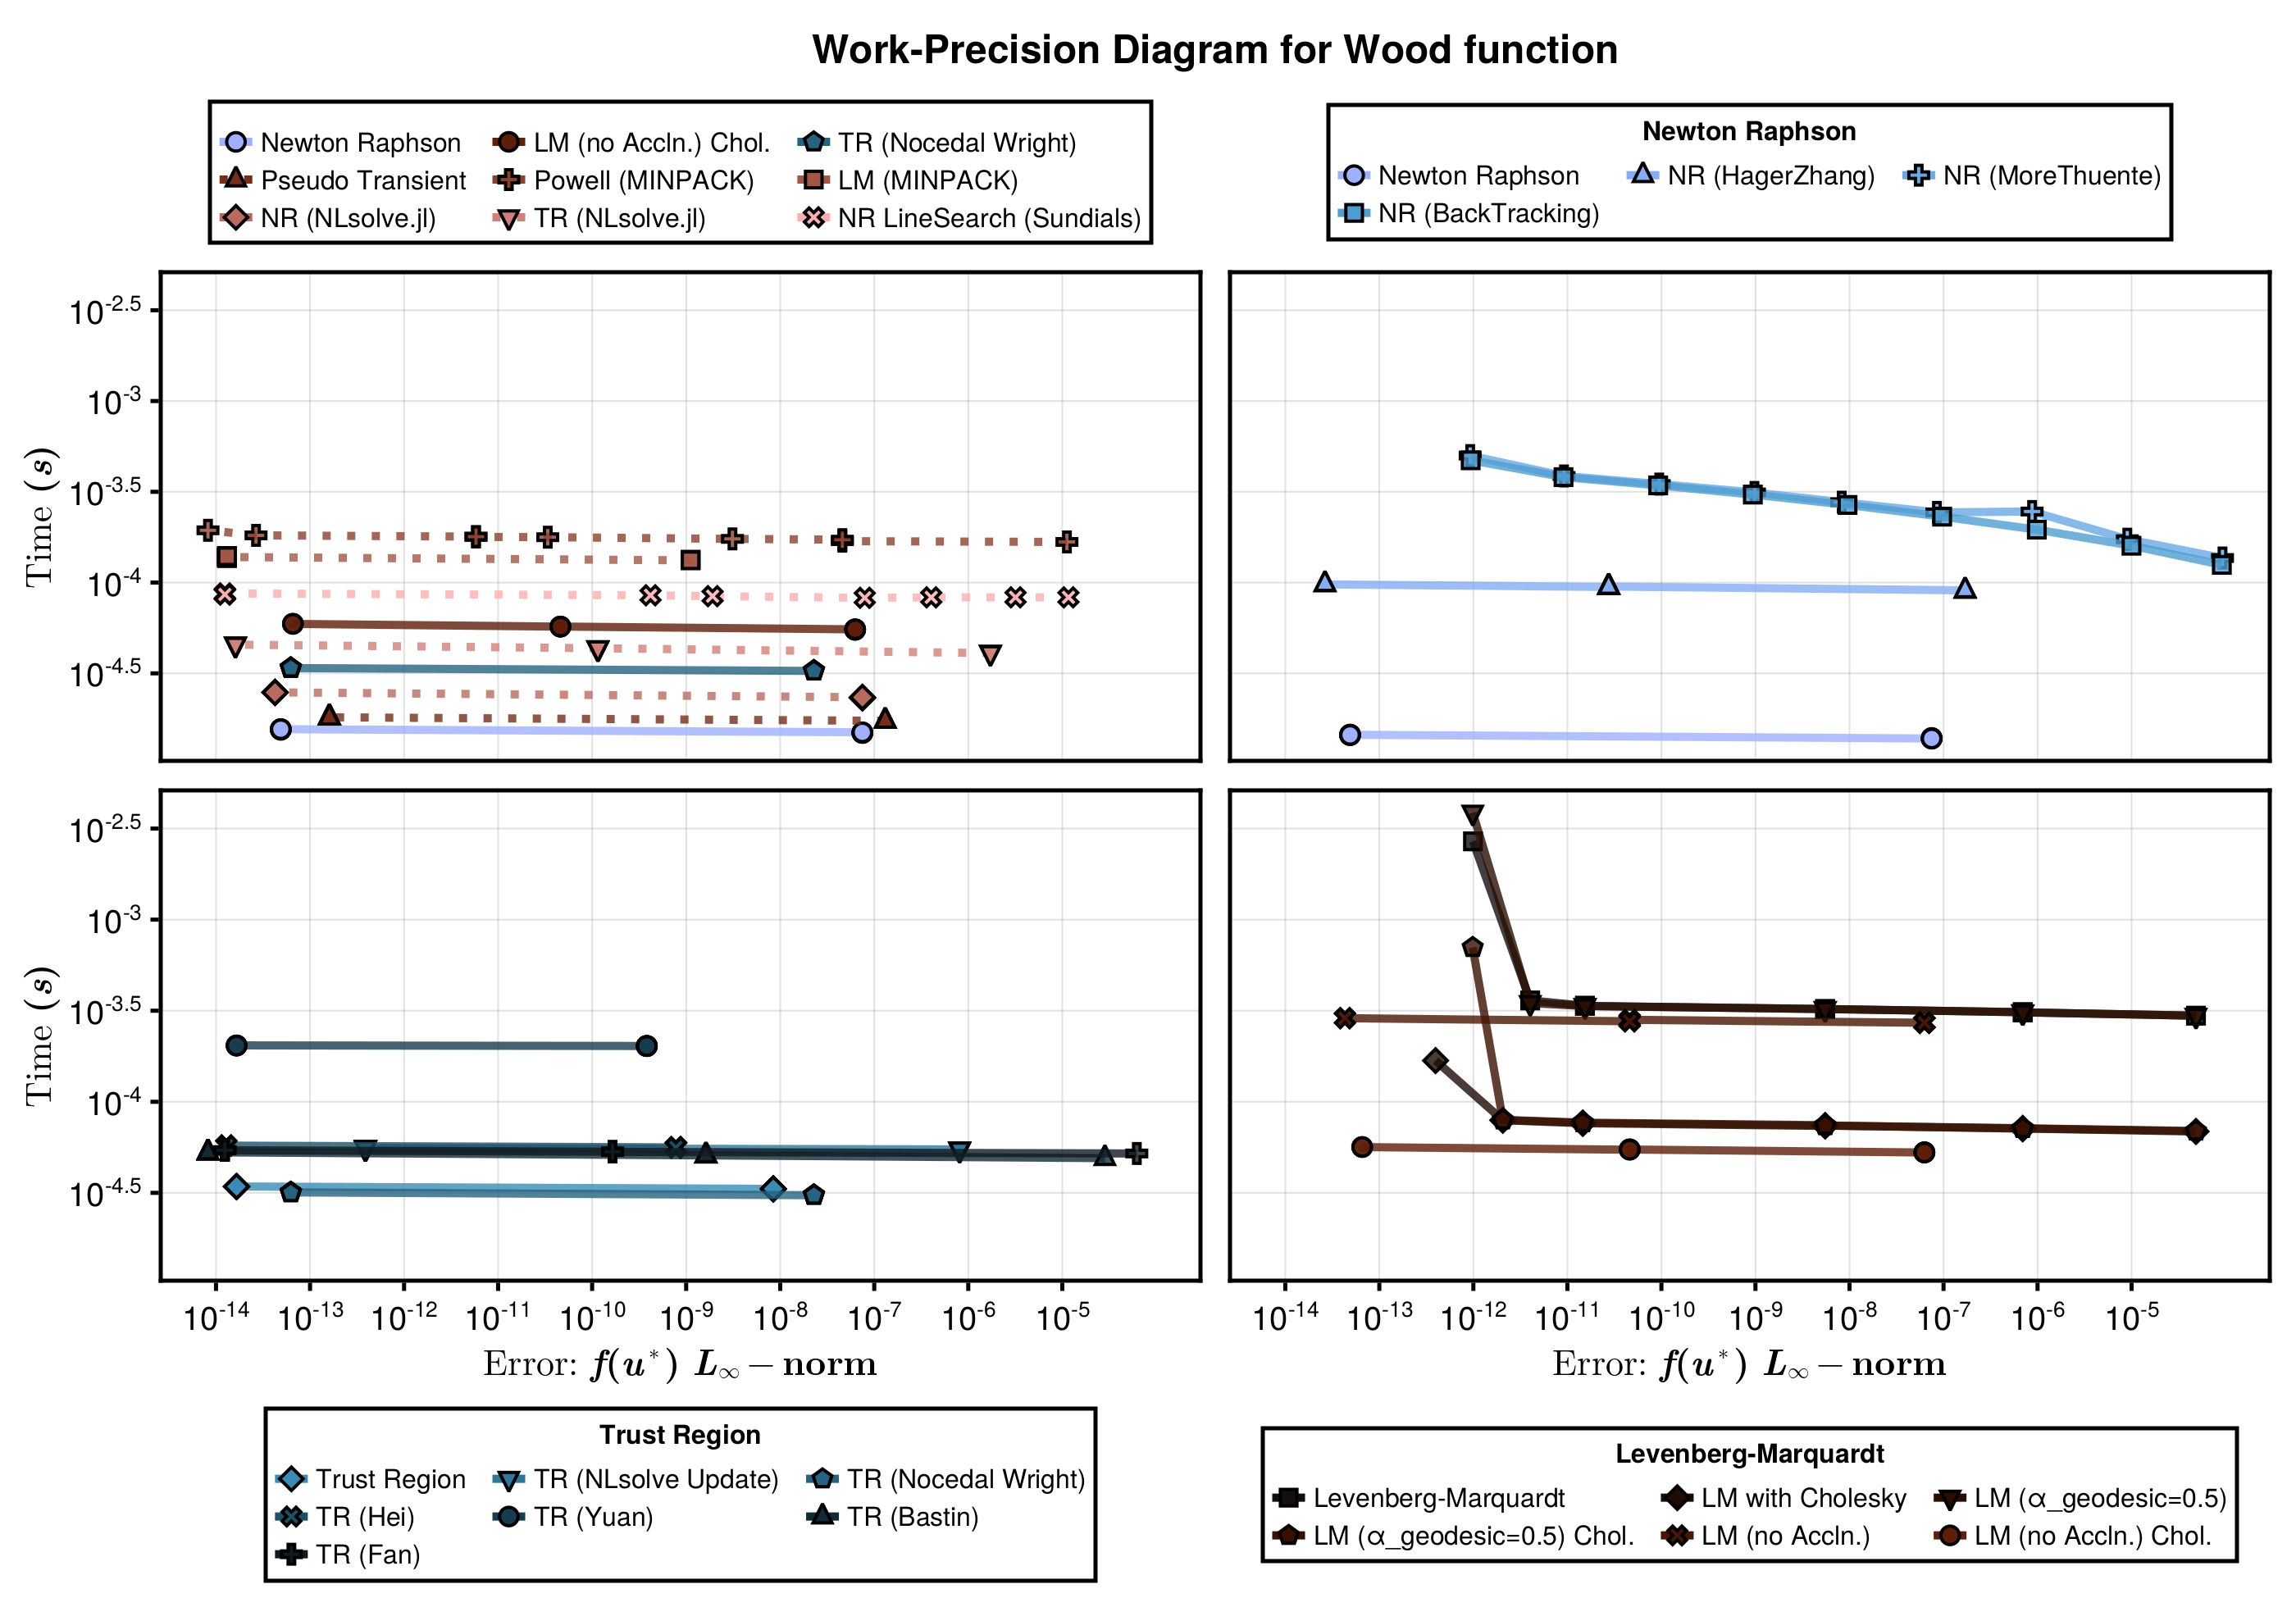 Work-Precision Diagram for Wood function
Newton Raphson LM (no Accln.) Chol. TR (Nocedal Wright)
Pseudo Transient Powell (MINPACK) LM (MINPACK)
NR (NLsolve.jl) TR (NLsolve.jl) NR LineSearch (Sundials)
Newton Raphson
Newton Raphson NR (HagerZhang) NR (MoreThuente)
NR (BackTracking)
10^-2.5
10^-3
10^-3.5
10^-4
10^-4.5
Time (s)
10^-2.5
10^-3
10^-3.5
10^-4
10^-4.5
Time (s)
10^-14 10^-13 10^-12 10^-11 10^-10 10^-9 10^-8 10^-7 10^-6 10^-5
Error: f(u*) L∞ − norm
10^-14 10^-13 10^-12 10^-11 10^-10 10^-9 10^-8 10^-7 10^-6 10^-5
Error: f(u*) L∞ − norm
Trust Region
Trust Region TR (NLsolve Update) TR (Nocedal Wright)
TR (Hei) TR (Yuan) TR (Bastin)
TR (Fan)
Levenberg-Marquardt
Levenberg-Marquardt LM with Cholesky LM (α_geodesic=0.5)
LM (α_geodesic=0.5) Chol. LM (no Accln.) LM (no Accln.) Chol.